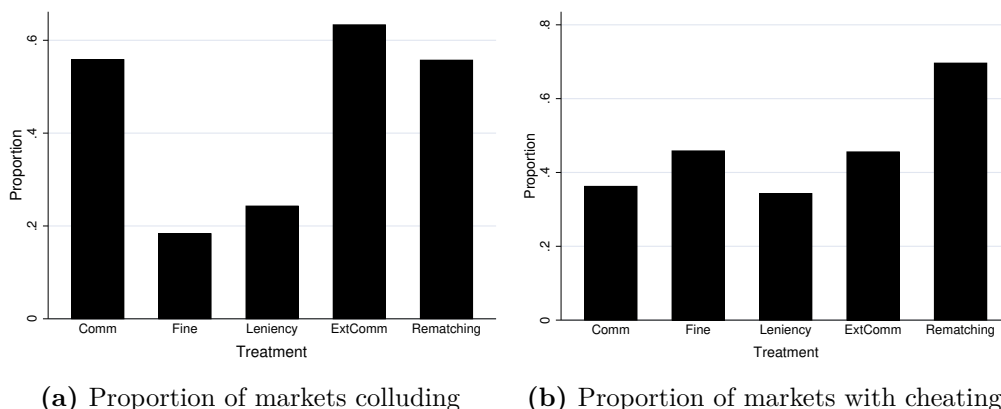 Proportion
0
.2
.4
.6
Comm
Fine
Leniency
ExtComm
Rematching
Treatment
(a) Proportion of markets colluding
Proportion
0
.2
.4
.6
.8
Comm
Fine
Leniency
ExtComm
Rematching
Treatment
(b) Proportion of markets with cheating